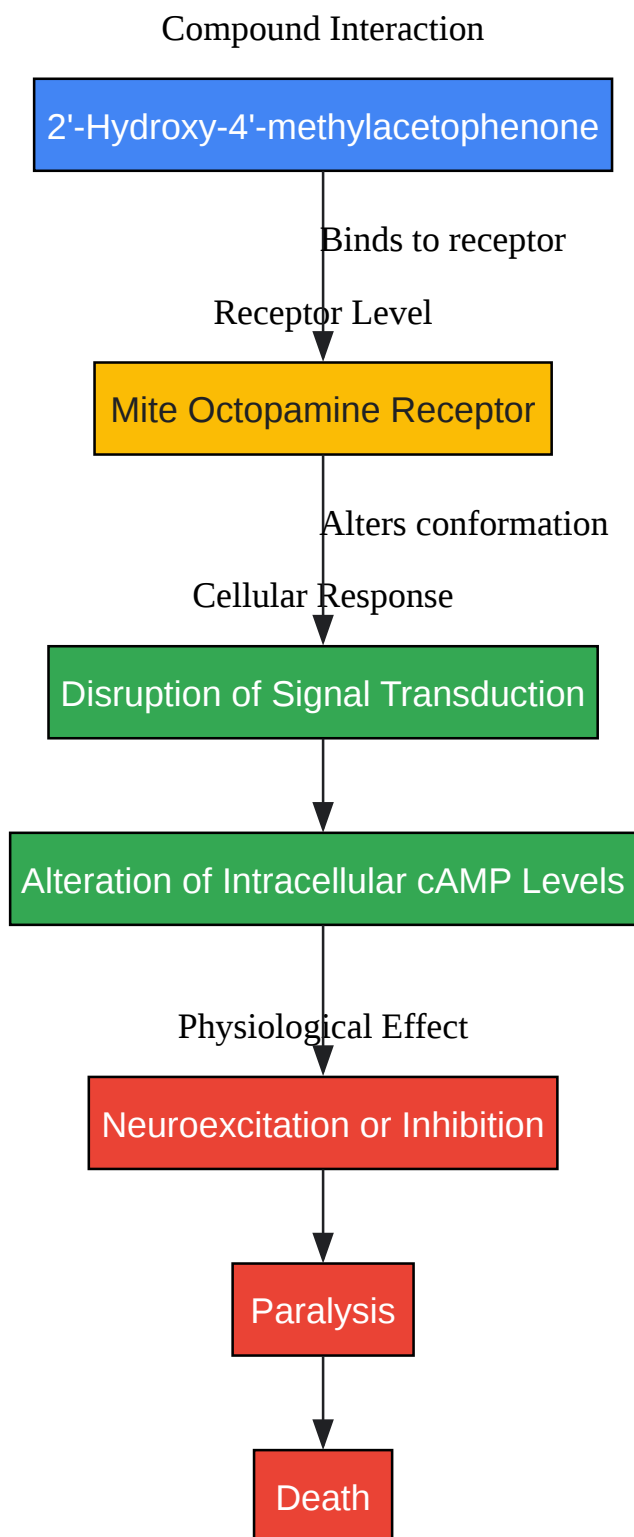 Compound Interaction
2'-Hydroxy-4'-methylacetophenone
Binds to receptor
Receptor Level
Mite Octopamine Receptor
Alters conformation
Cellular Response
Disruption of Signal Transduction
Alteration of Intracellular cAMP Levels
Physiological Effect
Neuroexcitation or Inhibition
Paralysis
Death